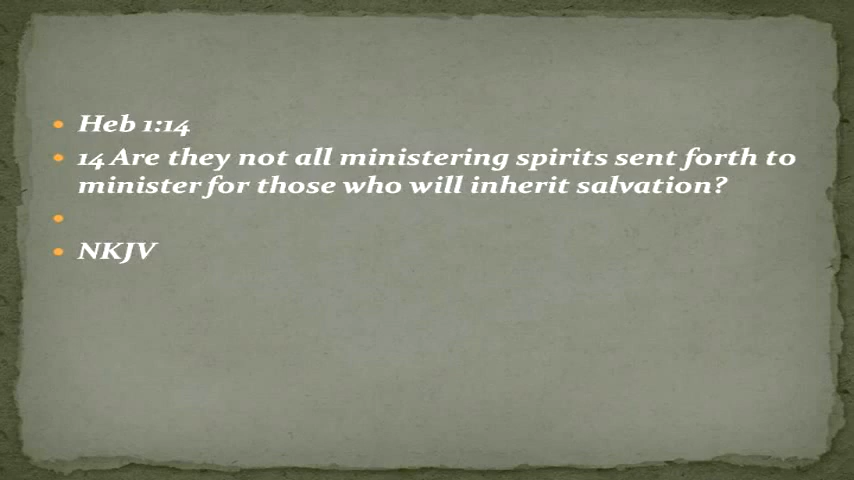 Heb 1:14
14 Are they not all ministering spirits sent forth to
minister for those who will inherit salvation?
NKJV